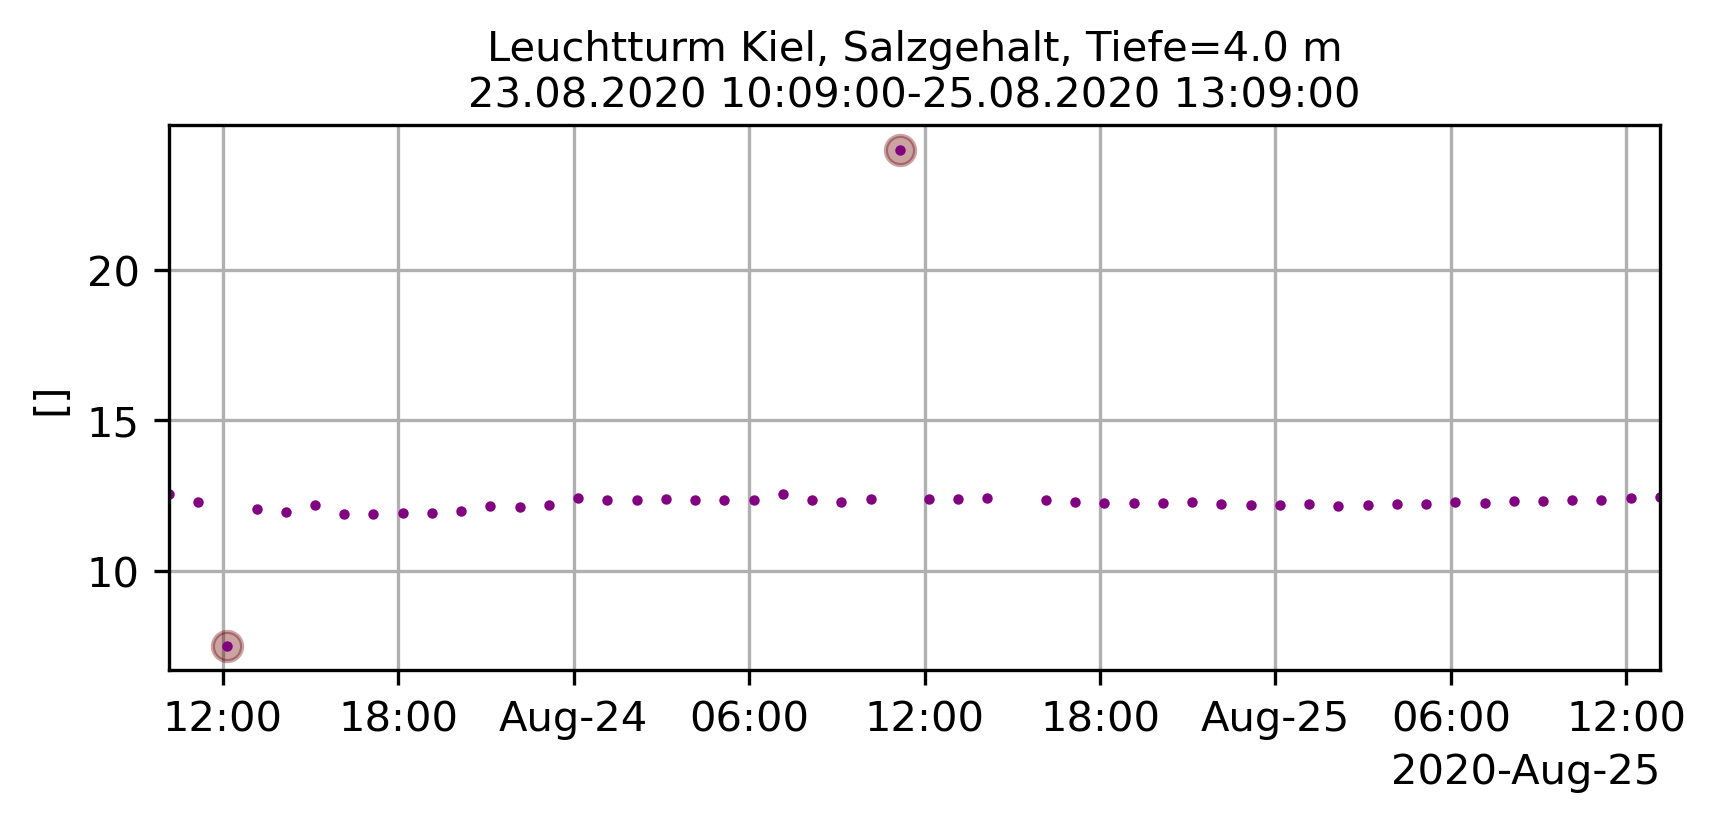 Leuchtturm Kiel, Salzgehalt, Tiefe=4.0 m
23.08.2020 10:09:00-25.08.2020 13:09:00
20
15
10
[]
12:00 18:00 Aug-24 06:00 12:00 18:00 Aug-25 06:00 12:00
2020-Aug-25